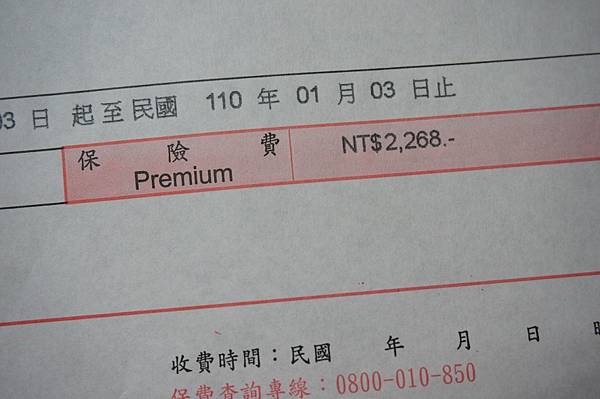 03 日 起至民國 110 年 01 月 03 日止
保 險 費 NT$2,268.-
Premium
收費時間：民國 年 月 日
保費查詢專線：0800-010-850